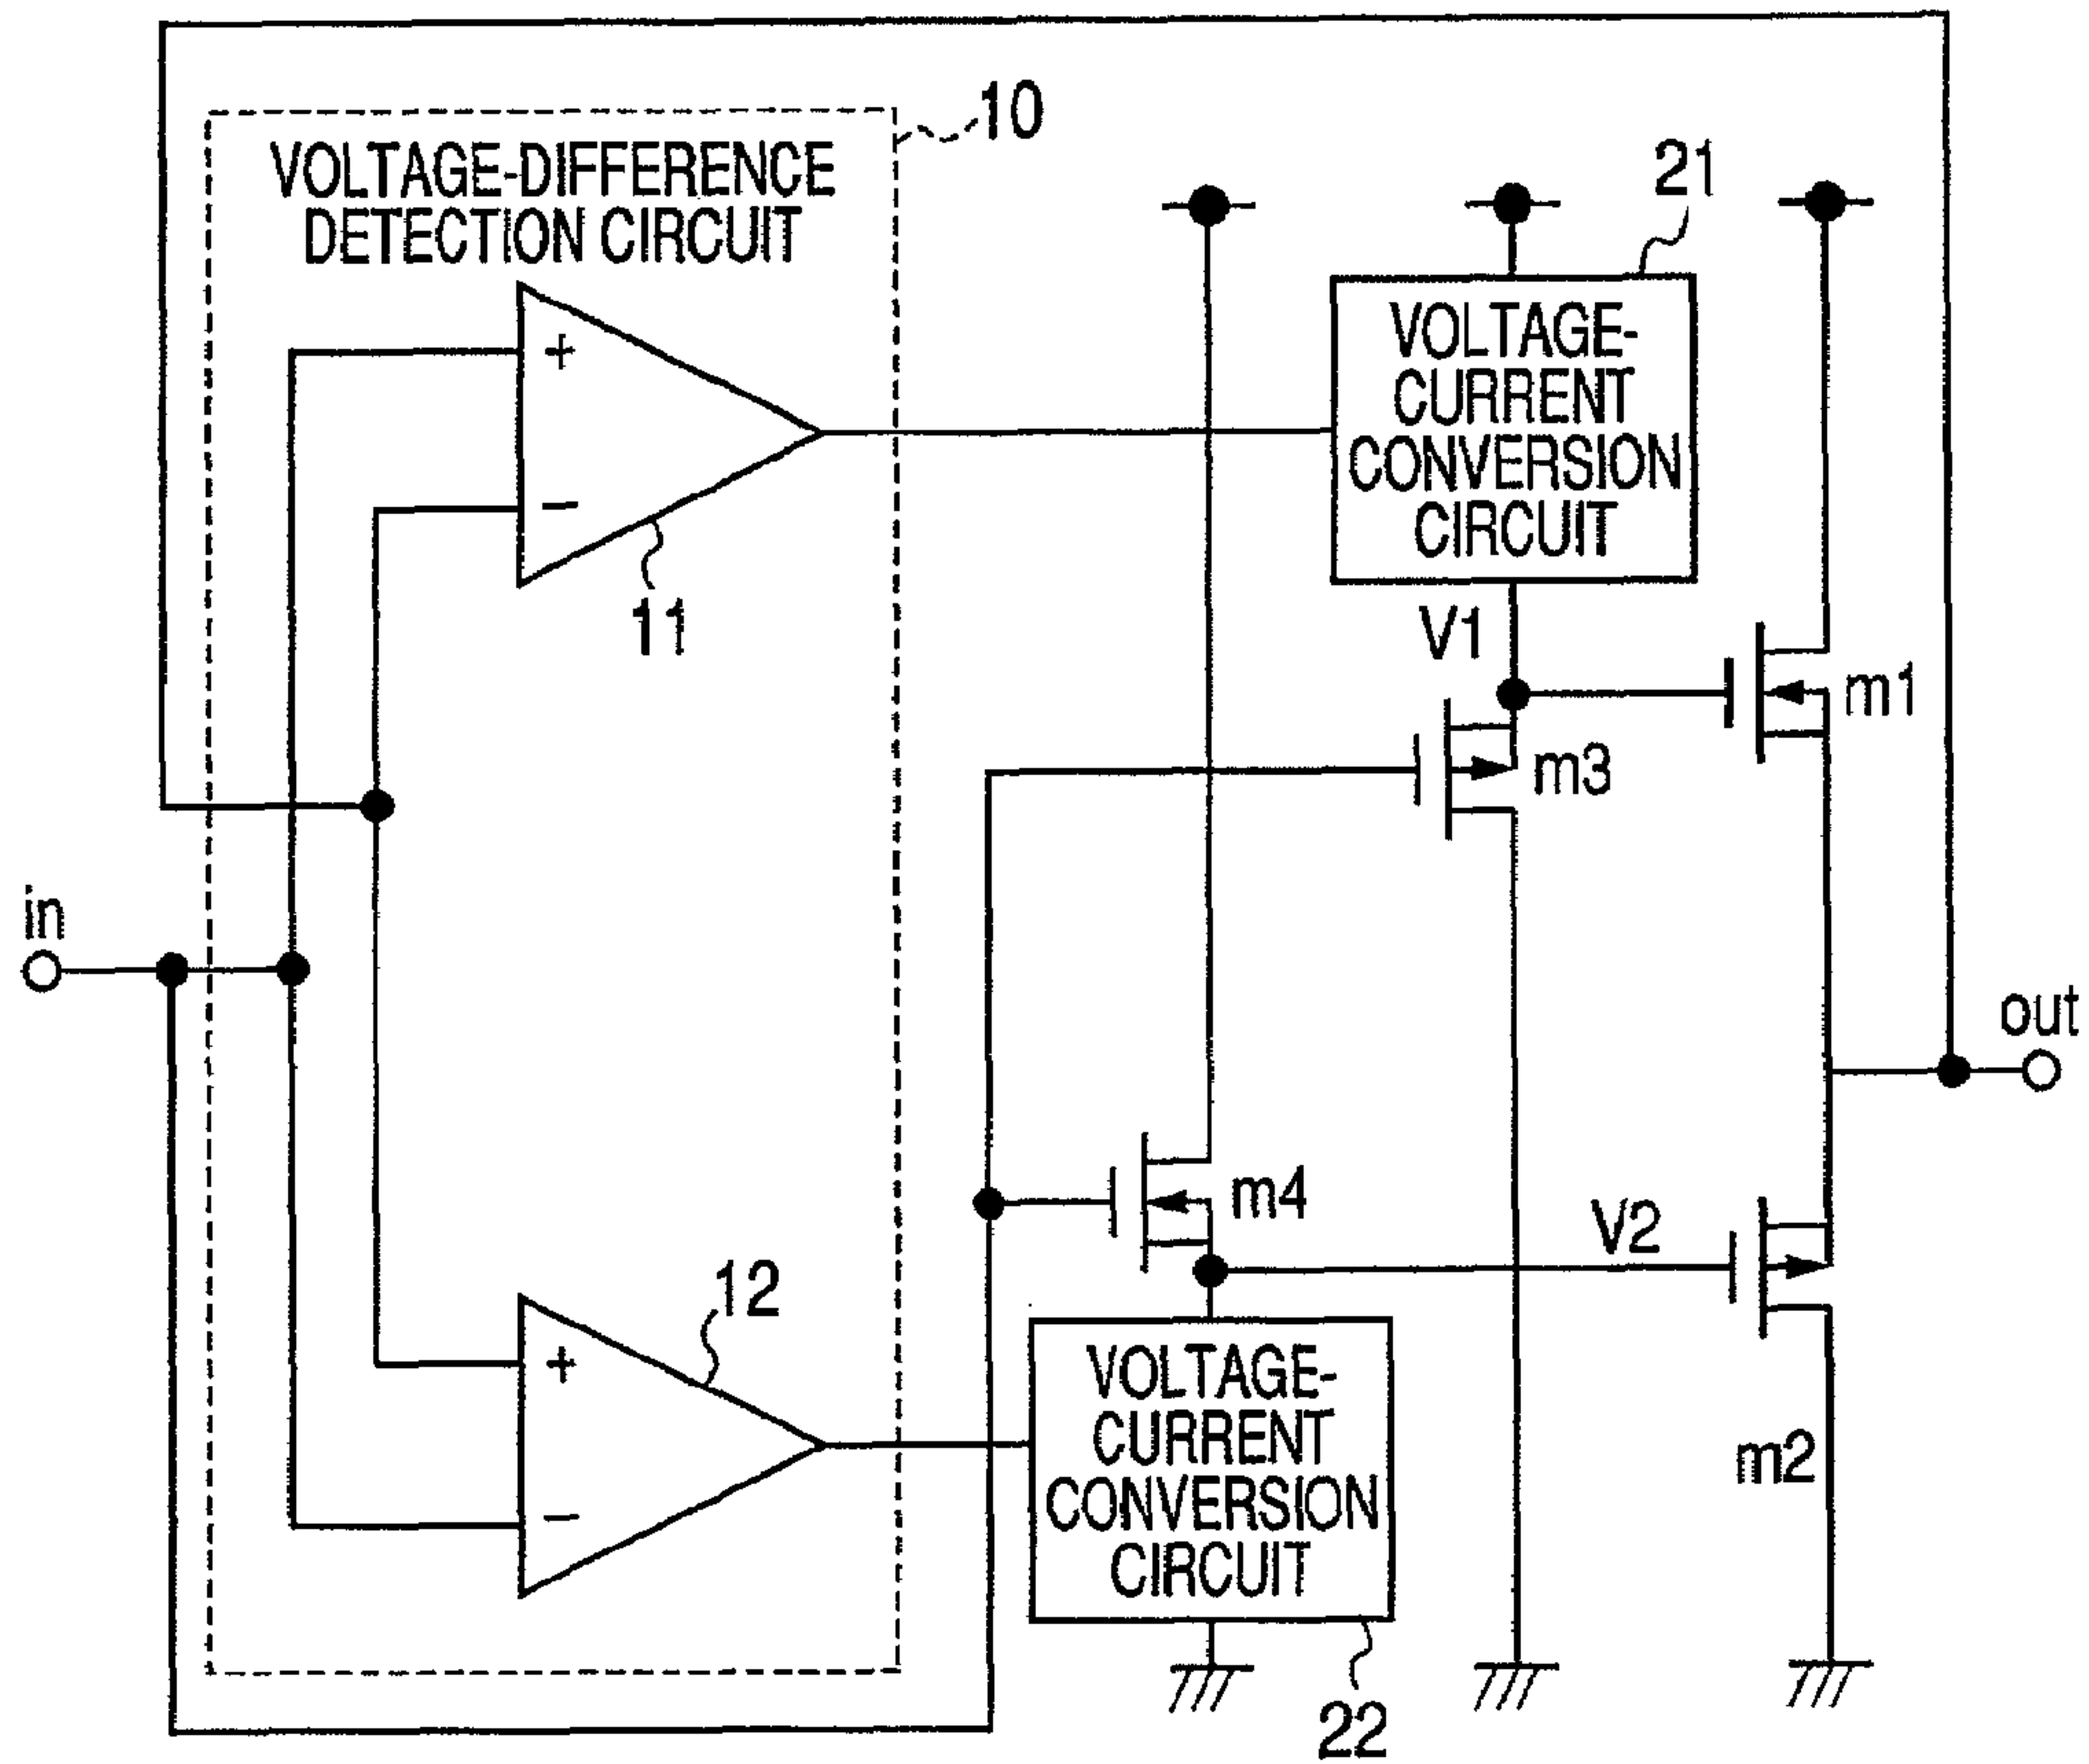 10
VOLTAGE-DIFFERENCE
DETECTION CIRCUIT
21
+
VOLTAGE-
CURRENT
CONVERSION
CIRCUIT
−
11
V1
m1
m3
in
out
m4
V2
12
+
VOLTAGE-
CURRENT
CONVERSION
CIRCUIT
m2
−
22